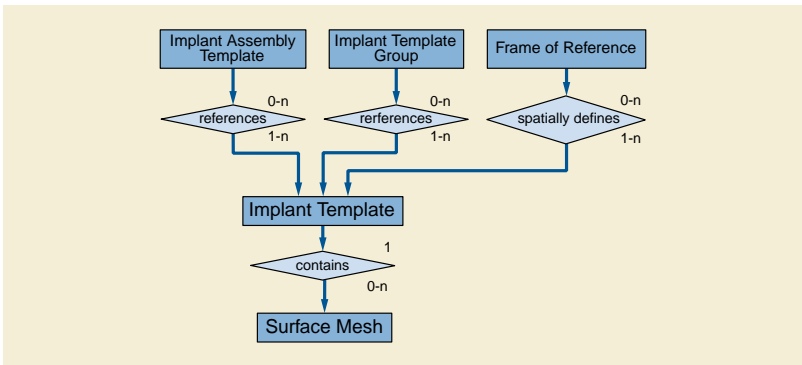 Implant Assembly
Template
Implant Template
Group
Frame of Reference
0-n
0-n
0-n
references
rerferences
spatially defines
1-n
1-n
1-n
Implant Template
1
contains
0-n
Surface Mesh